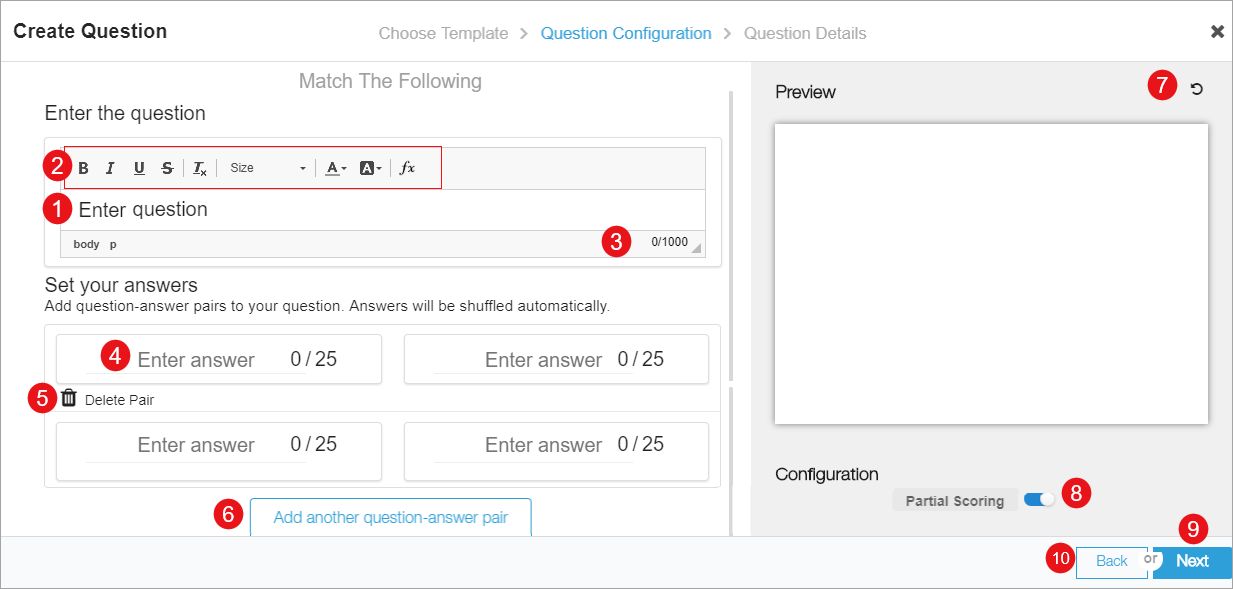 Create Question
Choose Template > Question Configuration > Question Details
Match The Following
Enter the question
2 B I U S Tx Size A A fx
1 Enter question
body p 3 0/1000
Set your answers
Add question-answer pairs to your question. Answers will be shuffled automatically.
4 Enter answer 0 / 25 Enter answer 0 / 25
5 Delete Pair
Enter answer 0 / 25 Enter answer 0 / 25
6 Add another question-answer pair
Preview 7
Configuration
Partial Scoring 8
9
10 Back or Next